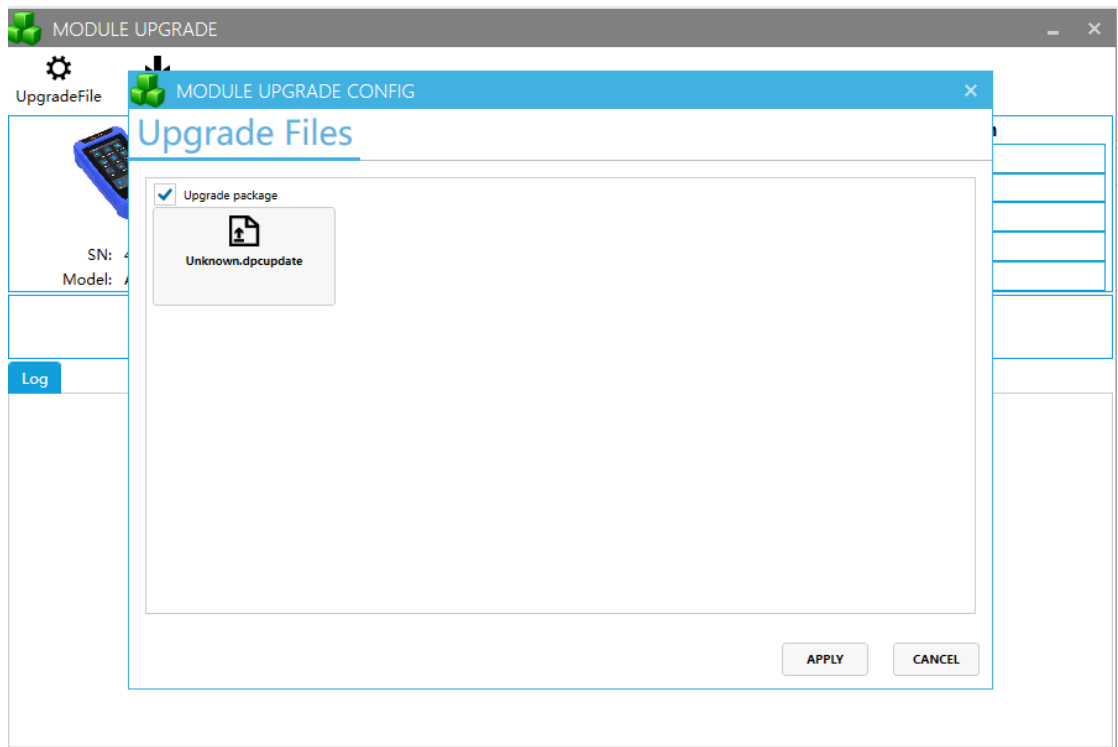 MODULE UPGRADE
UpgradeFile
MODULE UPGRADE CONFIG
Upgrade Files
Upgrade package
Unknown.dpcupdate
SN:
Model:
Log
APPLY
CANCEL